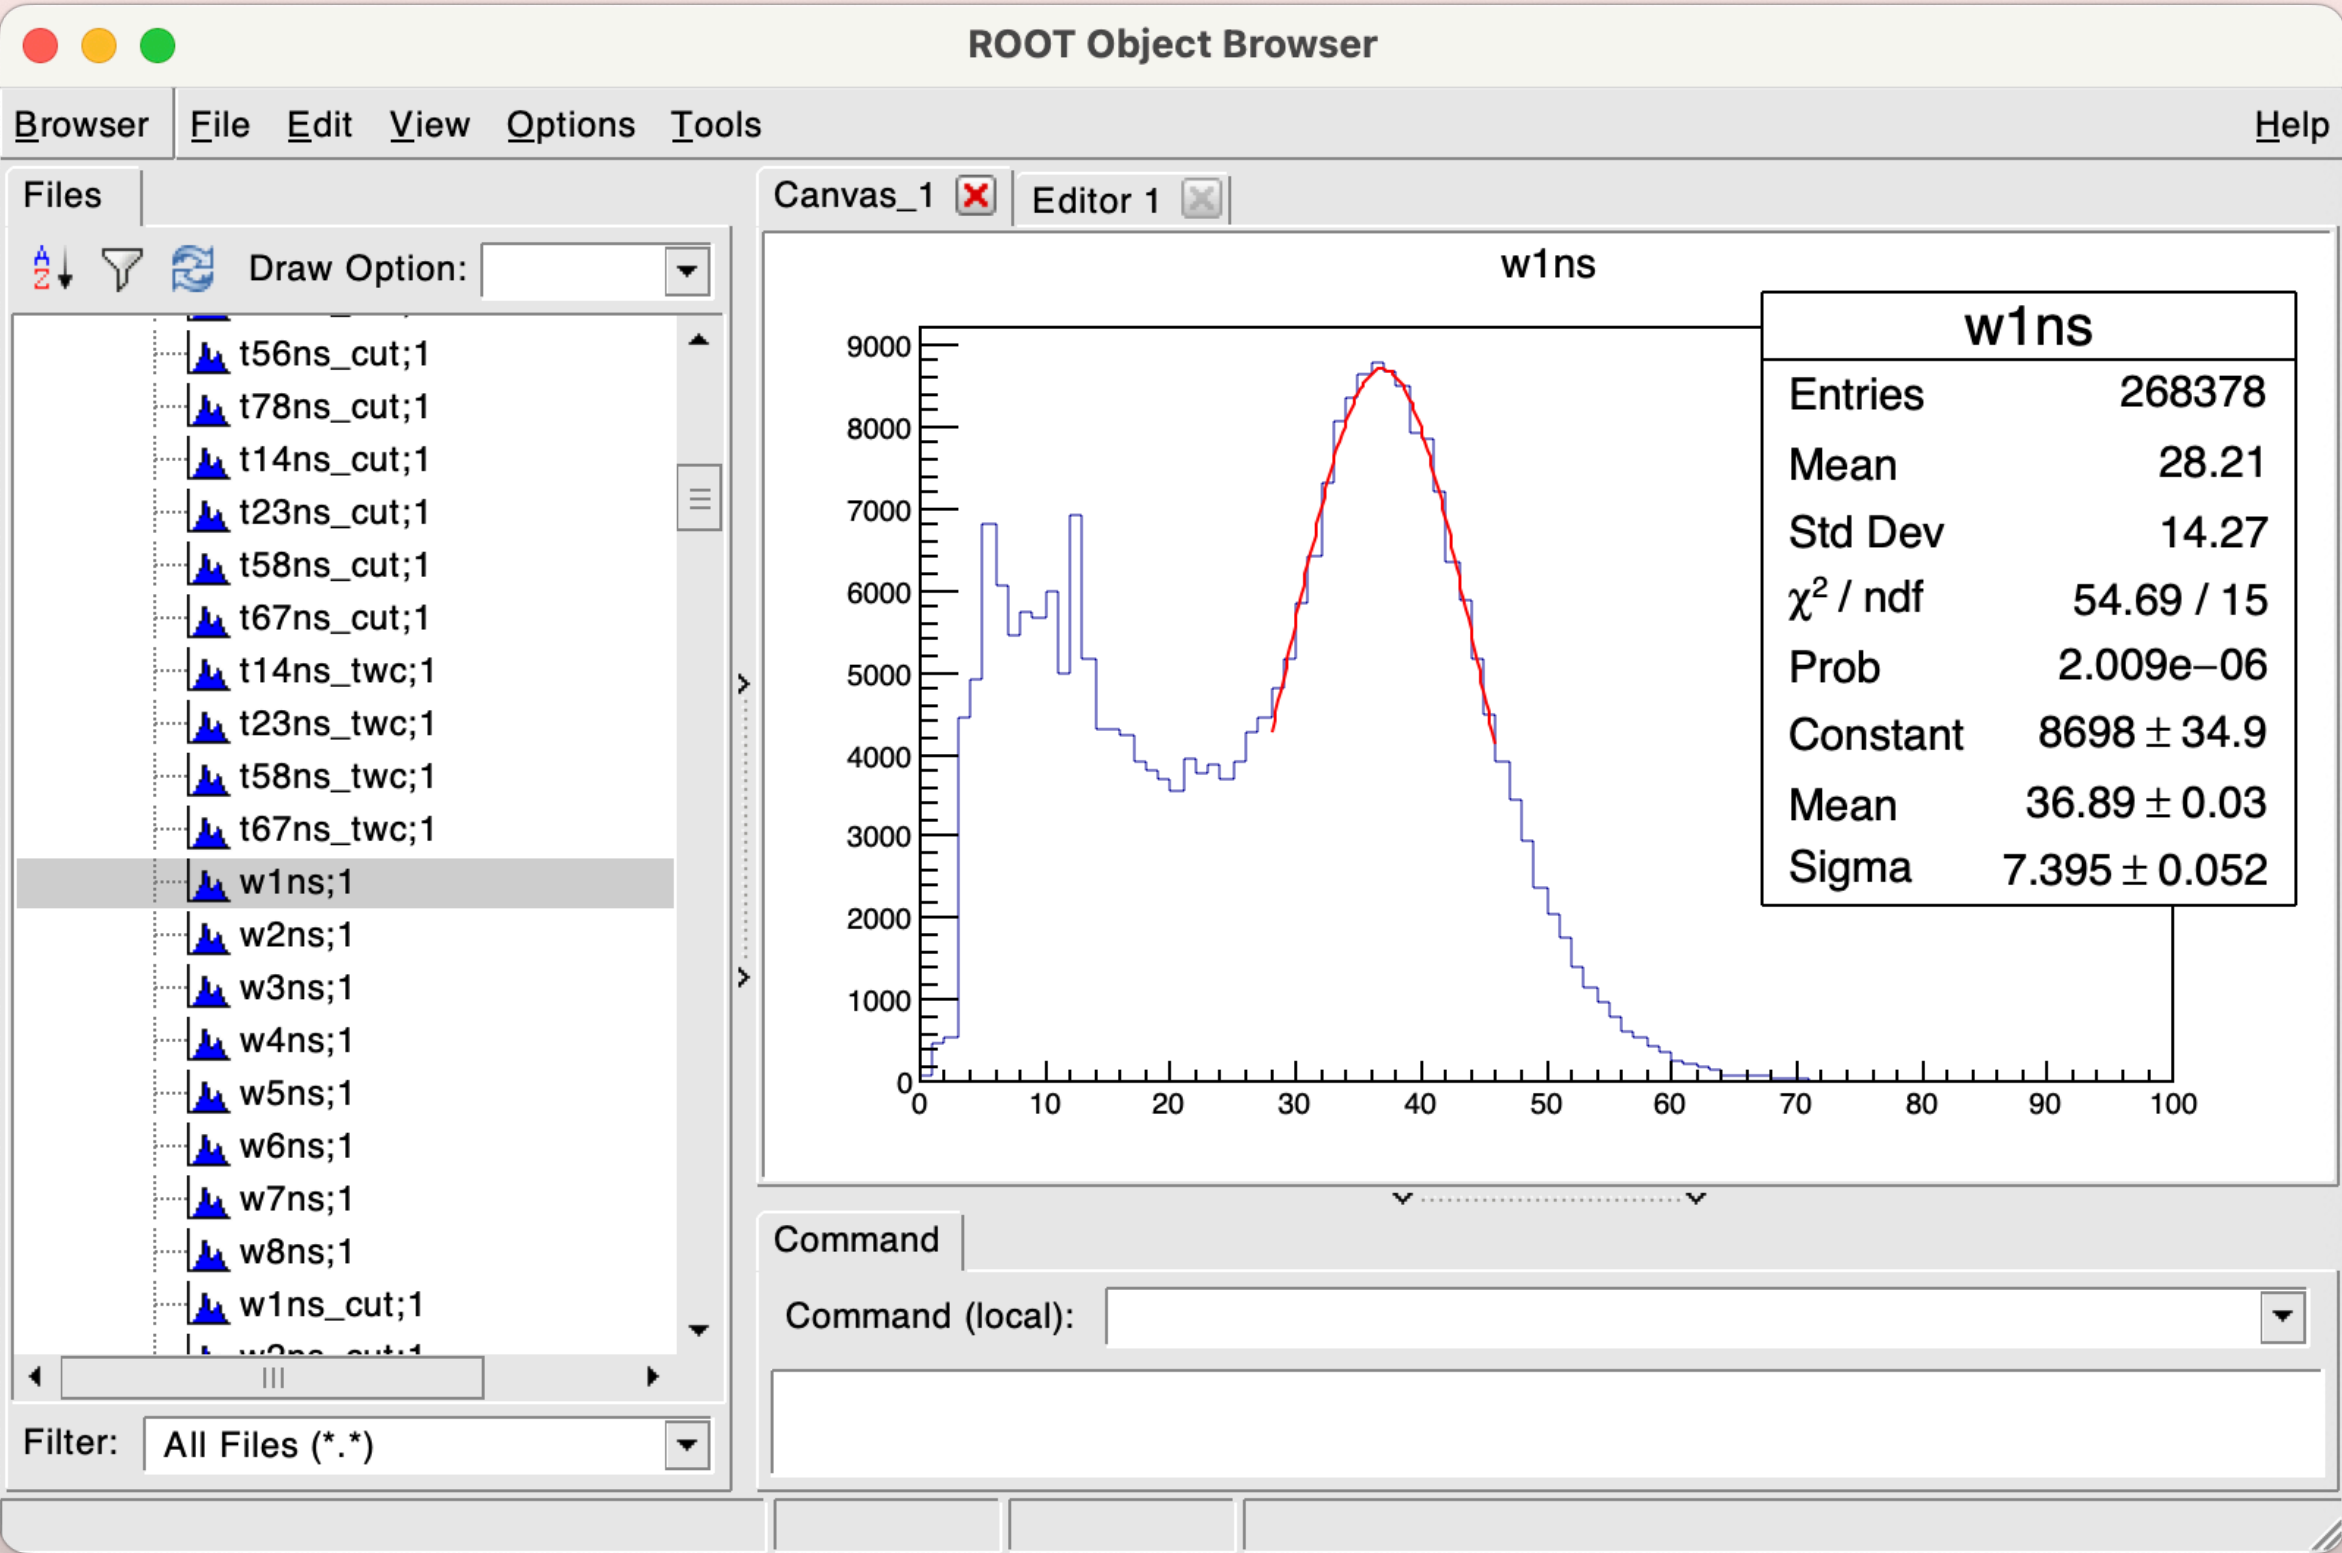 ROOT Object Browser
Browser File Edit View Options Tools Help
Files
Draw Option:
t56ns_cut;1
t78ns_cut;1
t14ns_cut;1
t23ns_cut;1
t58ns_cut;1
t67ns_cut;1
t14ns_twc;1
t23ns_twc;1
t58ns_twc;1
t67ns_twc;1
w1ns;1
w2ns;1
w3ns;1
w4ns;1
w5ns;1
w6ns;1
w7ns;1
w8ns;1
w1ns_cut;1
w2ns_cut;1
Filter: All Files (*.*)
Canvas_1 Editor 1
w1ns
9000
8000
7000
6000
5000
4000
3000
2000
1000
0
0 10 20 30 40 50 60 70 80 90 100
w1ns
Entries 268378
Mean 28.21
Std Dev 14.27
χ² / ndf 54.69 / 15
Prob 2.009e−06
Constant 8698 ± 34.9
Mean 36.89 ± 0.03
Sigma 7.395 ± 0.052
Command
Command (local):